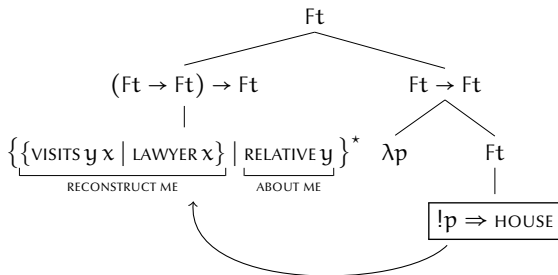 Ft
(Ft → Ft) → Ft Ft → Ft
{{VISITS y x | LAWYER x} | RELATIVE y}⋆ λp Ft
RECONSTRUCT ME ABOUT ME
!p ⇒ HOUSE